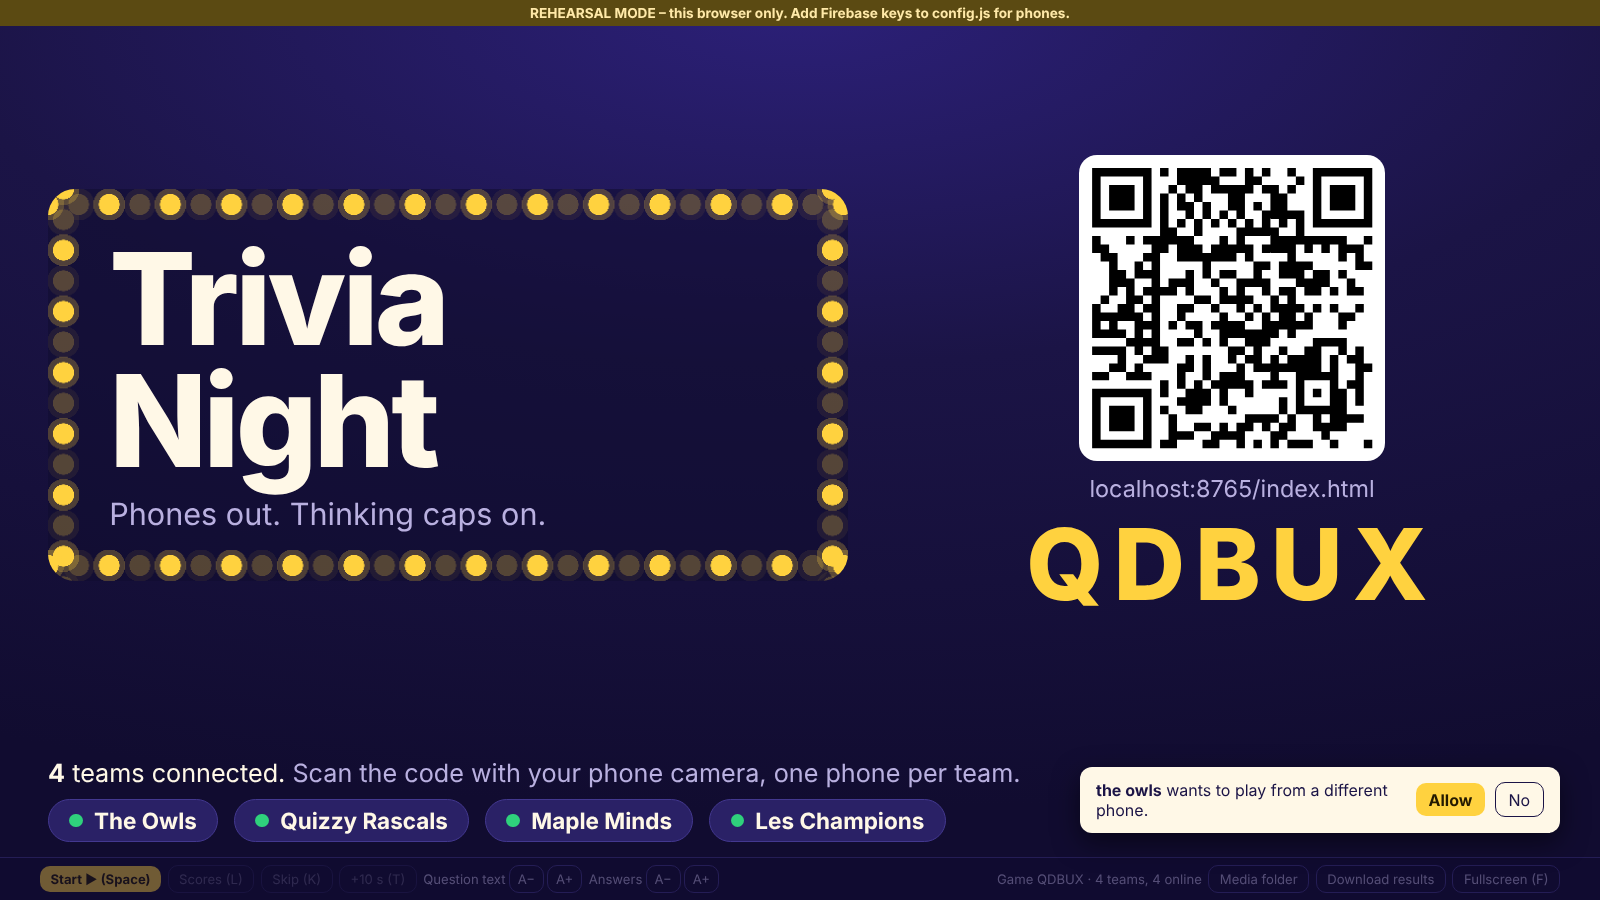 REHEARSAL MODE – this browser only. Add Firebase keys to config.js for phones.
Trivia
Night
Phones out. Thinking caps on.
localhost:8765/index.html
QDBUX
4 teams connected. Scan the code with your phone camera, one phone per team.
The Owls
Quizzy Rascals
Maple Minds
Les Champions
the owls wants to play from a different
phone.
Allow
No
Start ▶ (Space)
Scores (L)
Skip (K)
+10 s (T)
Question text
A−
A+
Answers
A−
A+
Game QDBUX · 4 teams, 4 online
Media folder
Download results
Fullscreen (F)